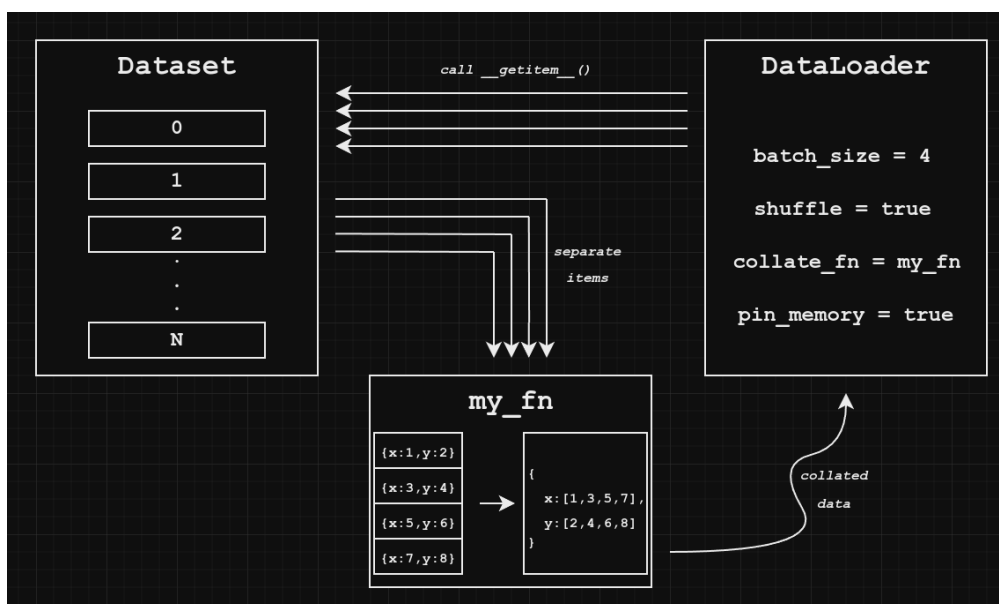 Dataset
0
1
2
.
.
.
.
N
call __getitem__()
separate
items
DataLoader
batch_size = 4
shuffle = true
collate_fn = my_fn
pin_memory = true
my_fn
{x:1,y:2}
{x:3,y:4}
{x:5,y:6}
{x:7,y:8}
{
x:[1,3,5,7],
y:[2,4,6,8]
}
collated
data